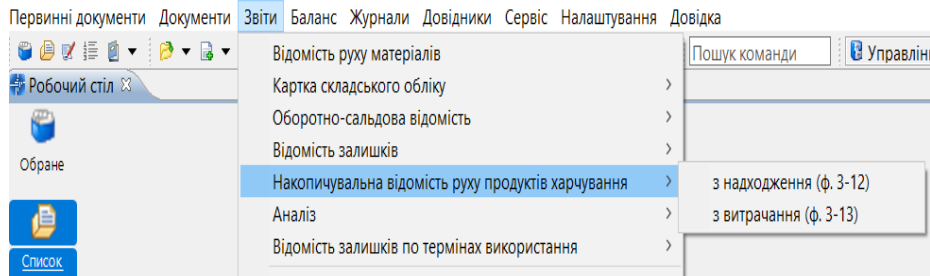 Первинні документи Документи Звіти Баланс Журнали Довідники Сервіс Налаштування Довідка
Пошук команди
Робочий стіл
Обране
Список
Відомість руху матеріалів
Картка складського обліку
Оборотно-сальдова відомість
Відомість залишків
Накопичувальна відомість руху продуктів харчування
Аналіз
Відомість залишків по термінах використання
з надходження (ф. 3-12)
з витрачання (ф. 3-13)